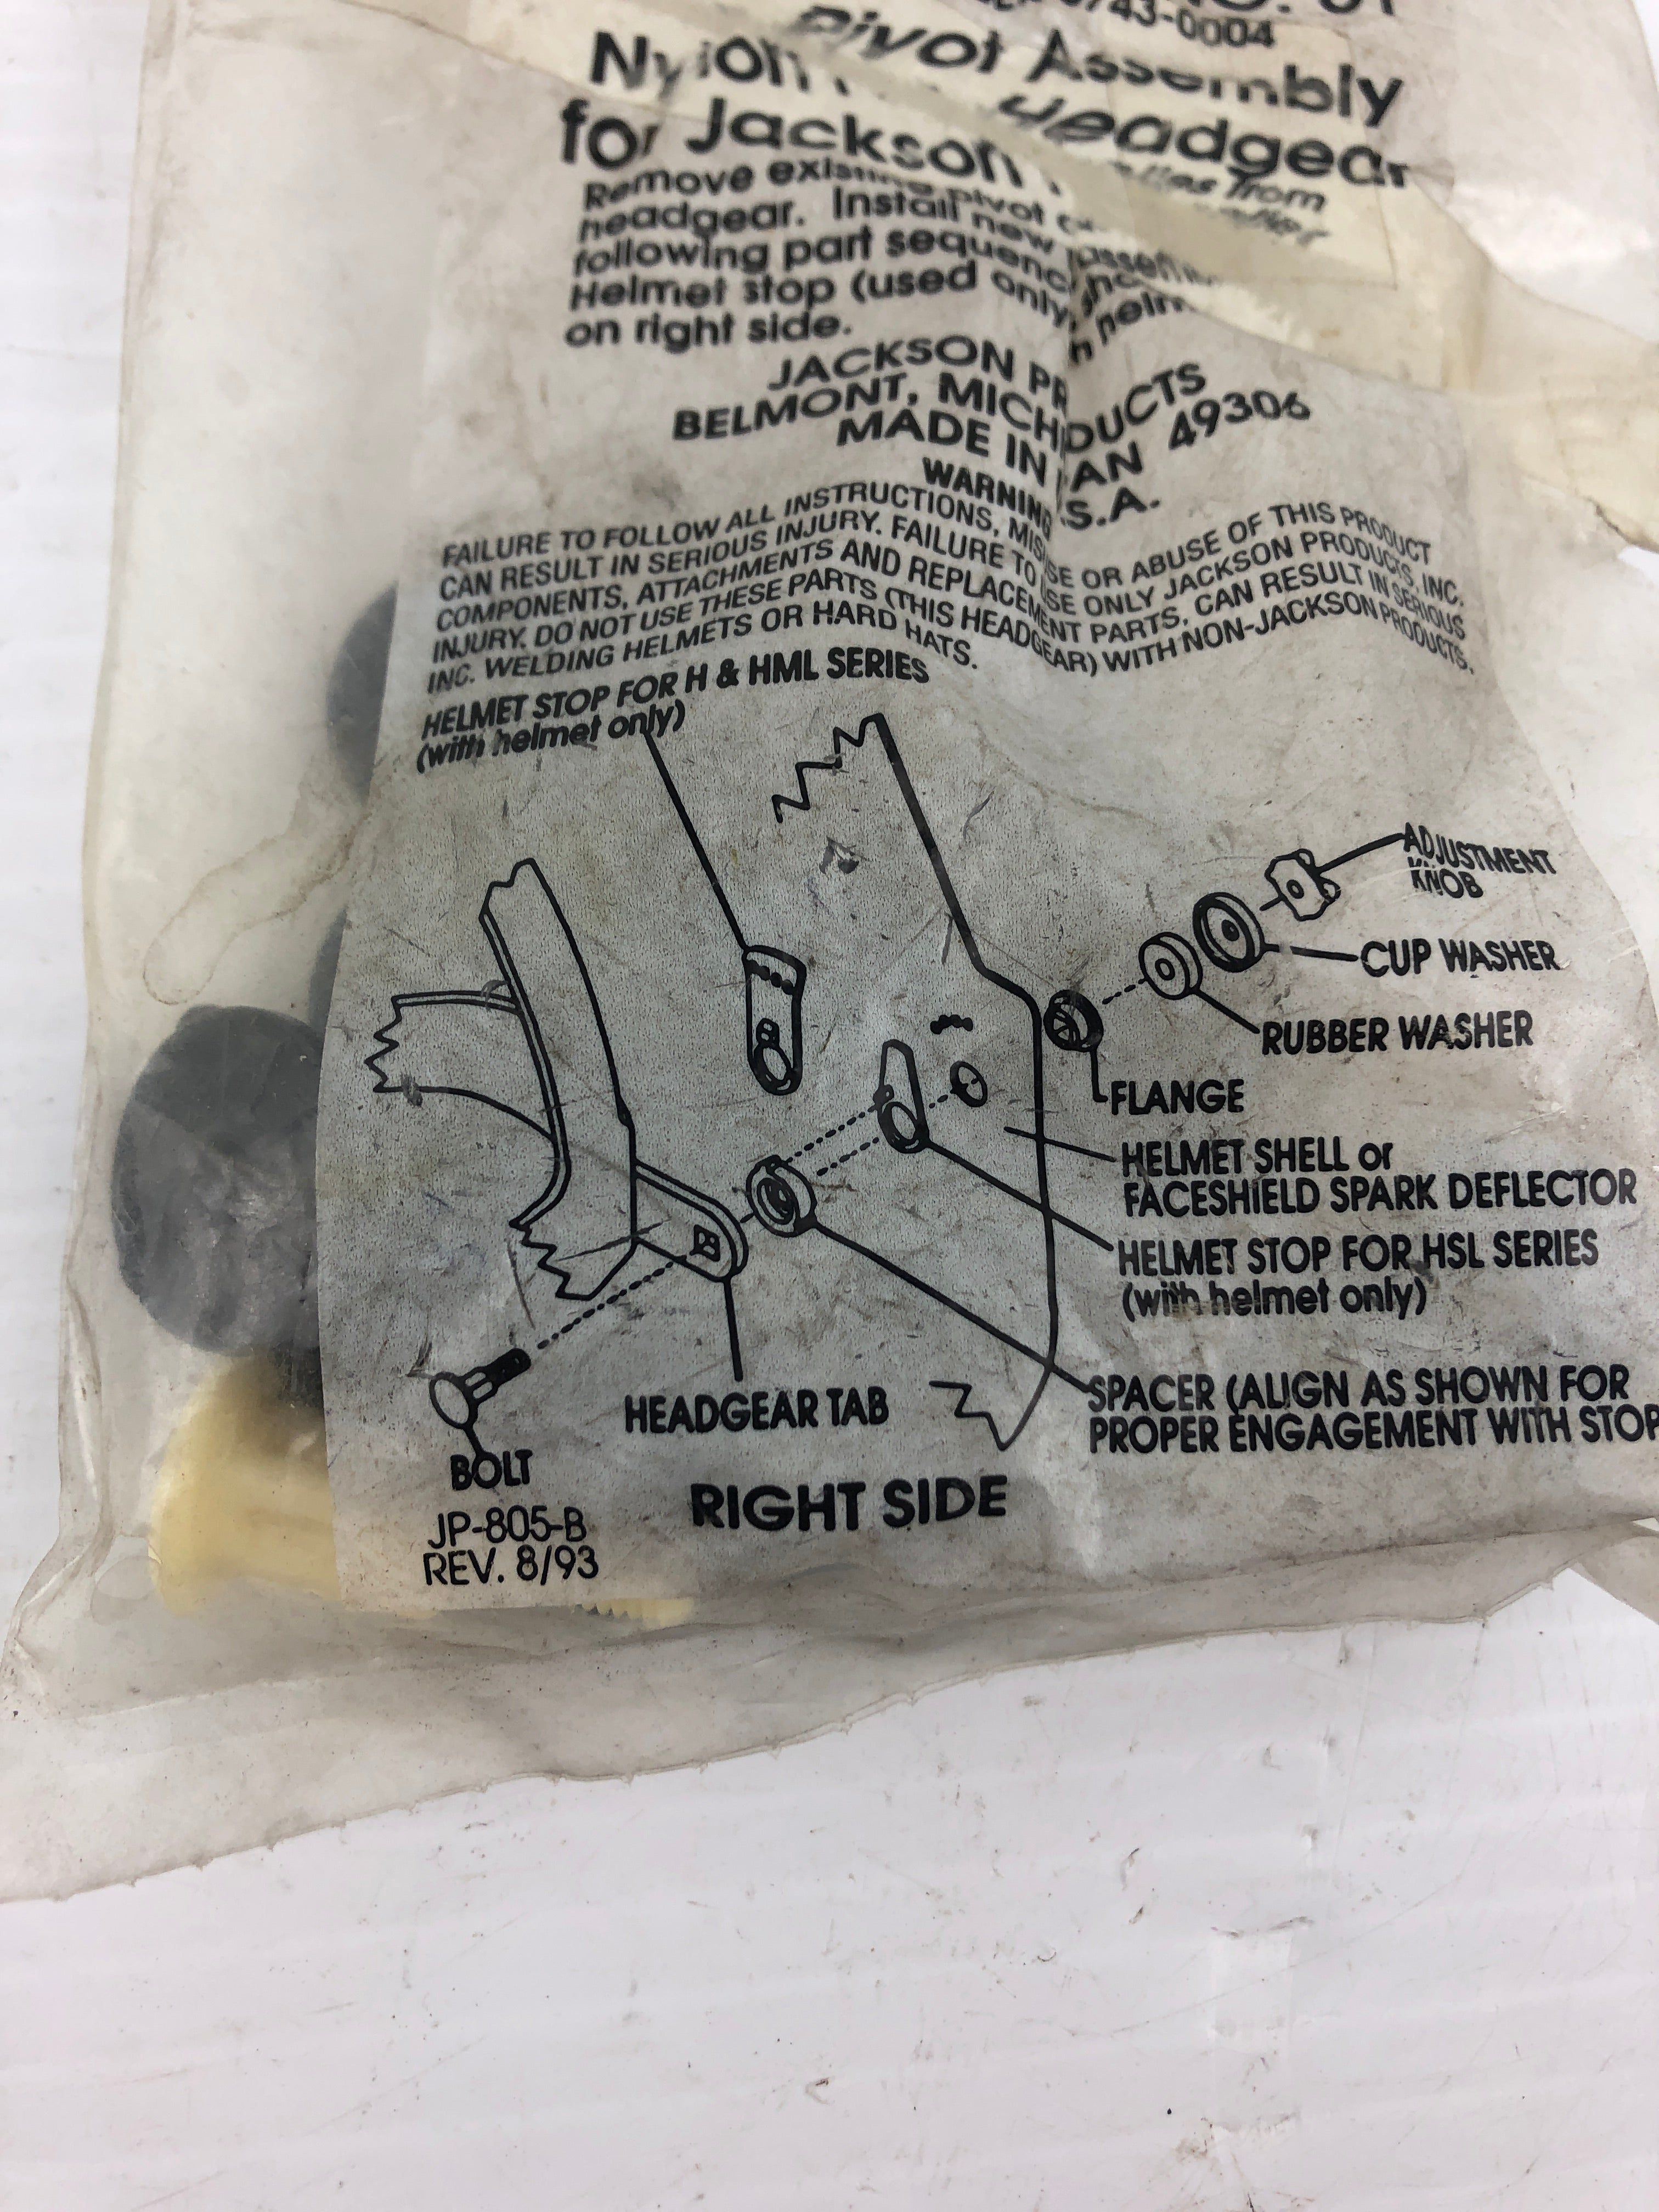 743-0004
Pivot Assembly
Nylon
for Jackson Headgear
Remove existing pivot from
headgear. Install new
following part sequence
Helmet stop (used only
on right side.
JACKSON PRODUCTS
BELMONT, MICHIGAN 49306
MADE IN U.S.A.
WARNING
FAILURE TO FOLLOW ALL INSTRUCTIONS, MISUSE OR ABUSE OF THIS PRODUCT
CAN RESULT IN SERIOUS INJURY. FAILURE TO USE ONLY JACKSON PRODUCTS, INC.
COMPONENTS, ATTACHMENTS AND REPLACEMENT PARTS, CAN RESULT IN SERIOUS
INJURY. DO NOT USE THESE PARTS (THIS HEADGEAR) WITH NON-JACKSON PRODUCTS,
INC. WELDING HELMETS OR HARD HATS.
HELMET STOP FOR H & HML SERIES
(with helmet only)
ADJUSTMENT
KNOB
CUP WASHER
RUBBER WASHER
FLANGE
HELMET SHELL or
FACESHIELD SPARK DEFLECTOR
HELMET STOP FOR HSL SERIES
(with helmet only)
SPACER (ALIGN AS SHOWN FOR
PROPER ENGAGEMENT WITH STOP
HEADGEAR TAB
BOLT
RIGHT SIDE
JP-805-B
REV. 8/93